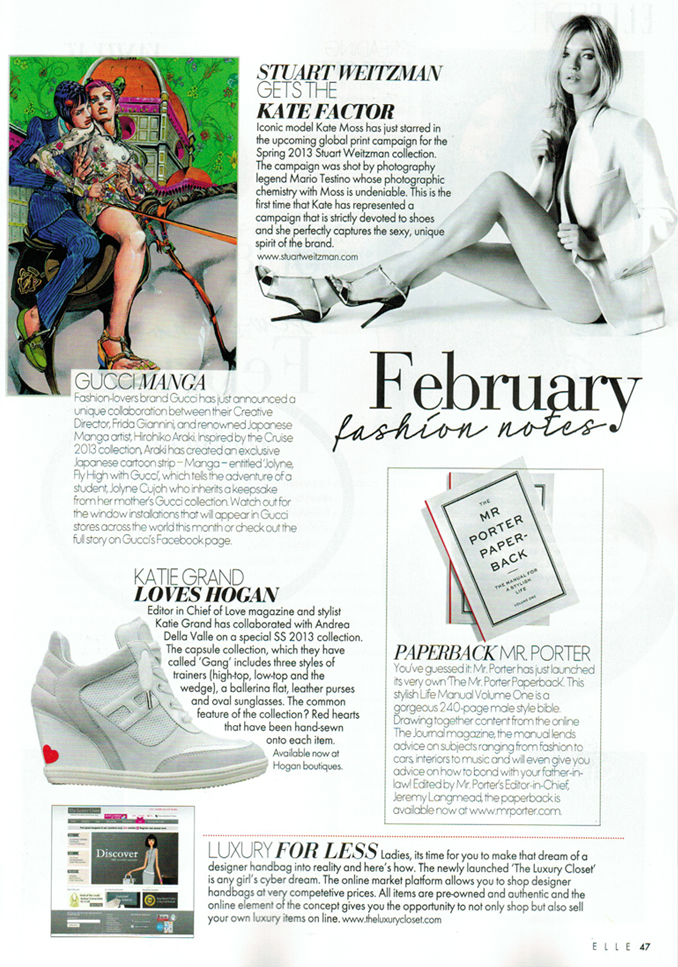 STUART WEITZMAN
GETS THE
KATE FACTOR
Iconic model Kate Moss has just starred in
the upcoming global print campaign for the
Spring 2013 Stuart Weitzman collection.
The campaign was shot by photography
legend Mario Testino whose photographic
chemistry with Moss is undeniable. This is the
first time that Kate has represented a
campaign that is strictly devoted to shoes
and she perfectly captures the sexy, unique
spirit of the brand.
www.stuartweitzman.com
GUCCI MANGA
Fashion-lovers brand Gucci has just announced a
unique collaboration between their Creative
Director, Frida Giannini, and renowned Japanese
Manga artist, Hirohiko Araki. Inspired by the Cruise
2013 collection, Araki has created an exclusive
Japanese cartoon strip – Manga – entitled 'Jolyne,
Fly High with Gucci', which tells the adventure of a
student, Jolyne Cujoh who inherits a keepsake
from her mother's Gucci collection. Watch out for
the window installations that will appear in Gucci
stores across the world this month or check out the
full story on Gucci's Facebook page.
February
fashion notes
THE
MR
PORTER
PAPER-
BACK
THE MANUAL FOR
A STYLISH
LIFE
VOLUME ONE
PAPERBACK MR. PORTER
You've guessed it; Mr. Porter has just launched
its very own 'The Mr. Porter Paperback'. This
stylish Life Manual Volume One is a
gorgeous 240-page male style bible.
Drawing together content from the online
The Journal magazine, the manual lends
advice on subjects ranging from fashion to
cars, interiors to music and will even give you
advice on how to bond with your father-in-
law! Edited by Mr. Porter's Editor-in-Chief,
Jeremy Langmead, the paperback is
available now at www.mrporter.com.
KATIE GRAND
LOVES HOGAN
Editor in Chief of Love magazine and stylist
Katie Grand has collaborated with Andrea
Della Valle on a special SS 2013 collection.
The capsule collection, which they have
called 'Gang' includes three styles of
trainers (high-top, low-top and the
wedge), a ballerina flat, leather purses
and oval sunglasses. The common
feature of the collection? Red hearts
that have been hand-sewn
onto each item.
Available now at
Hogan boutiques.
Discover
LUXURY FOR LESS Ladies, its time for you to make that dream of a
designer handbag into reality and here's how. The newly launched 'The Luxury Closet'
is any girl's cyber dream. The online market platform allows you to shop designer
handbags at very competetive prices. All items are pre-owned and authentic and the
online element of the concept gives you the opportunity to not only shop but also sell
your own luxury items on line. www.theluxurycloset.com
ELLE 47